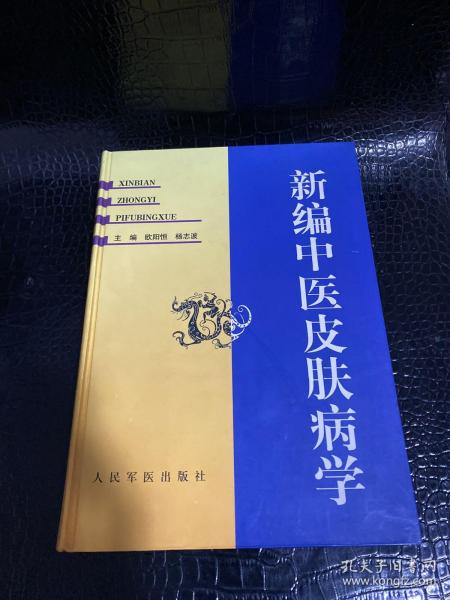 XINBIAN
ZHONGYI
PIFUBINGXUE
主 编 欧阳恒 杨志波
新编中医皮肤病学
人民军医出版社
孔夫子旧书网
www.kongfz.com